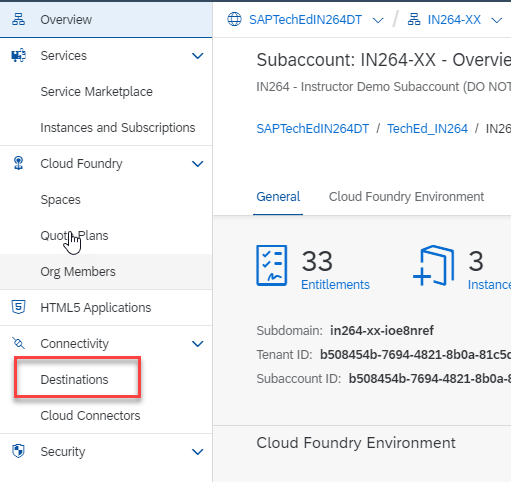 Overview
Services
Service Marketplace
Instances and Subscriptions
Cloud Foundry
Spaces
Quota Plans
Org Members
HTML5 Applications
Connectivity
Destinations
Cloud Connectors
Security
SAPTechEdIN264DT / IN264-XX
Subaccount: IN264-XX - Overvie
IN264 - Instructor Demo Subaccount (DO NOT
SAPTechEdIN264DT / TechEd_IN264 / IN26
General Cloud Foundry Environment
33 3
Entitlements Instance
Subdomain: in264-xx-ioe8nref
Tenant ID: b508454b-7694-4821-8b0a-81c5d
Subaccount ID: b508454b-7694-4821-8b0a-8
Cloud Foundry Environment